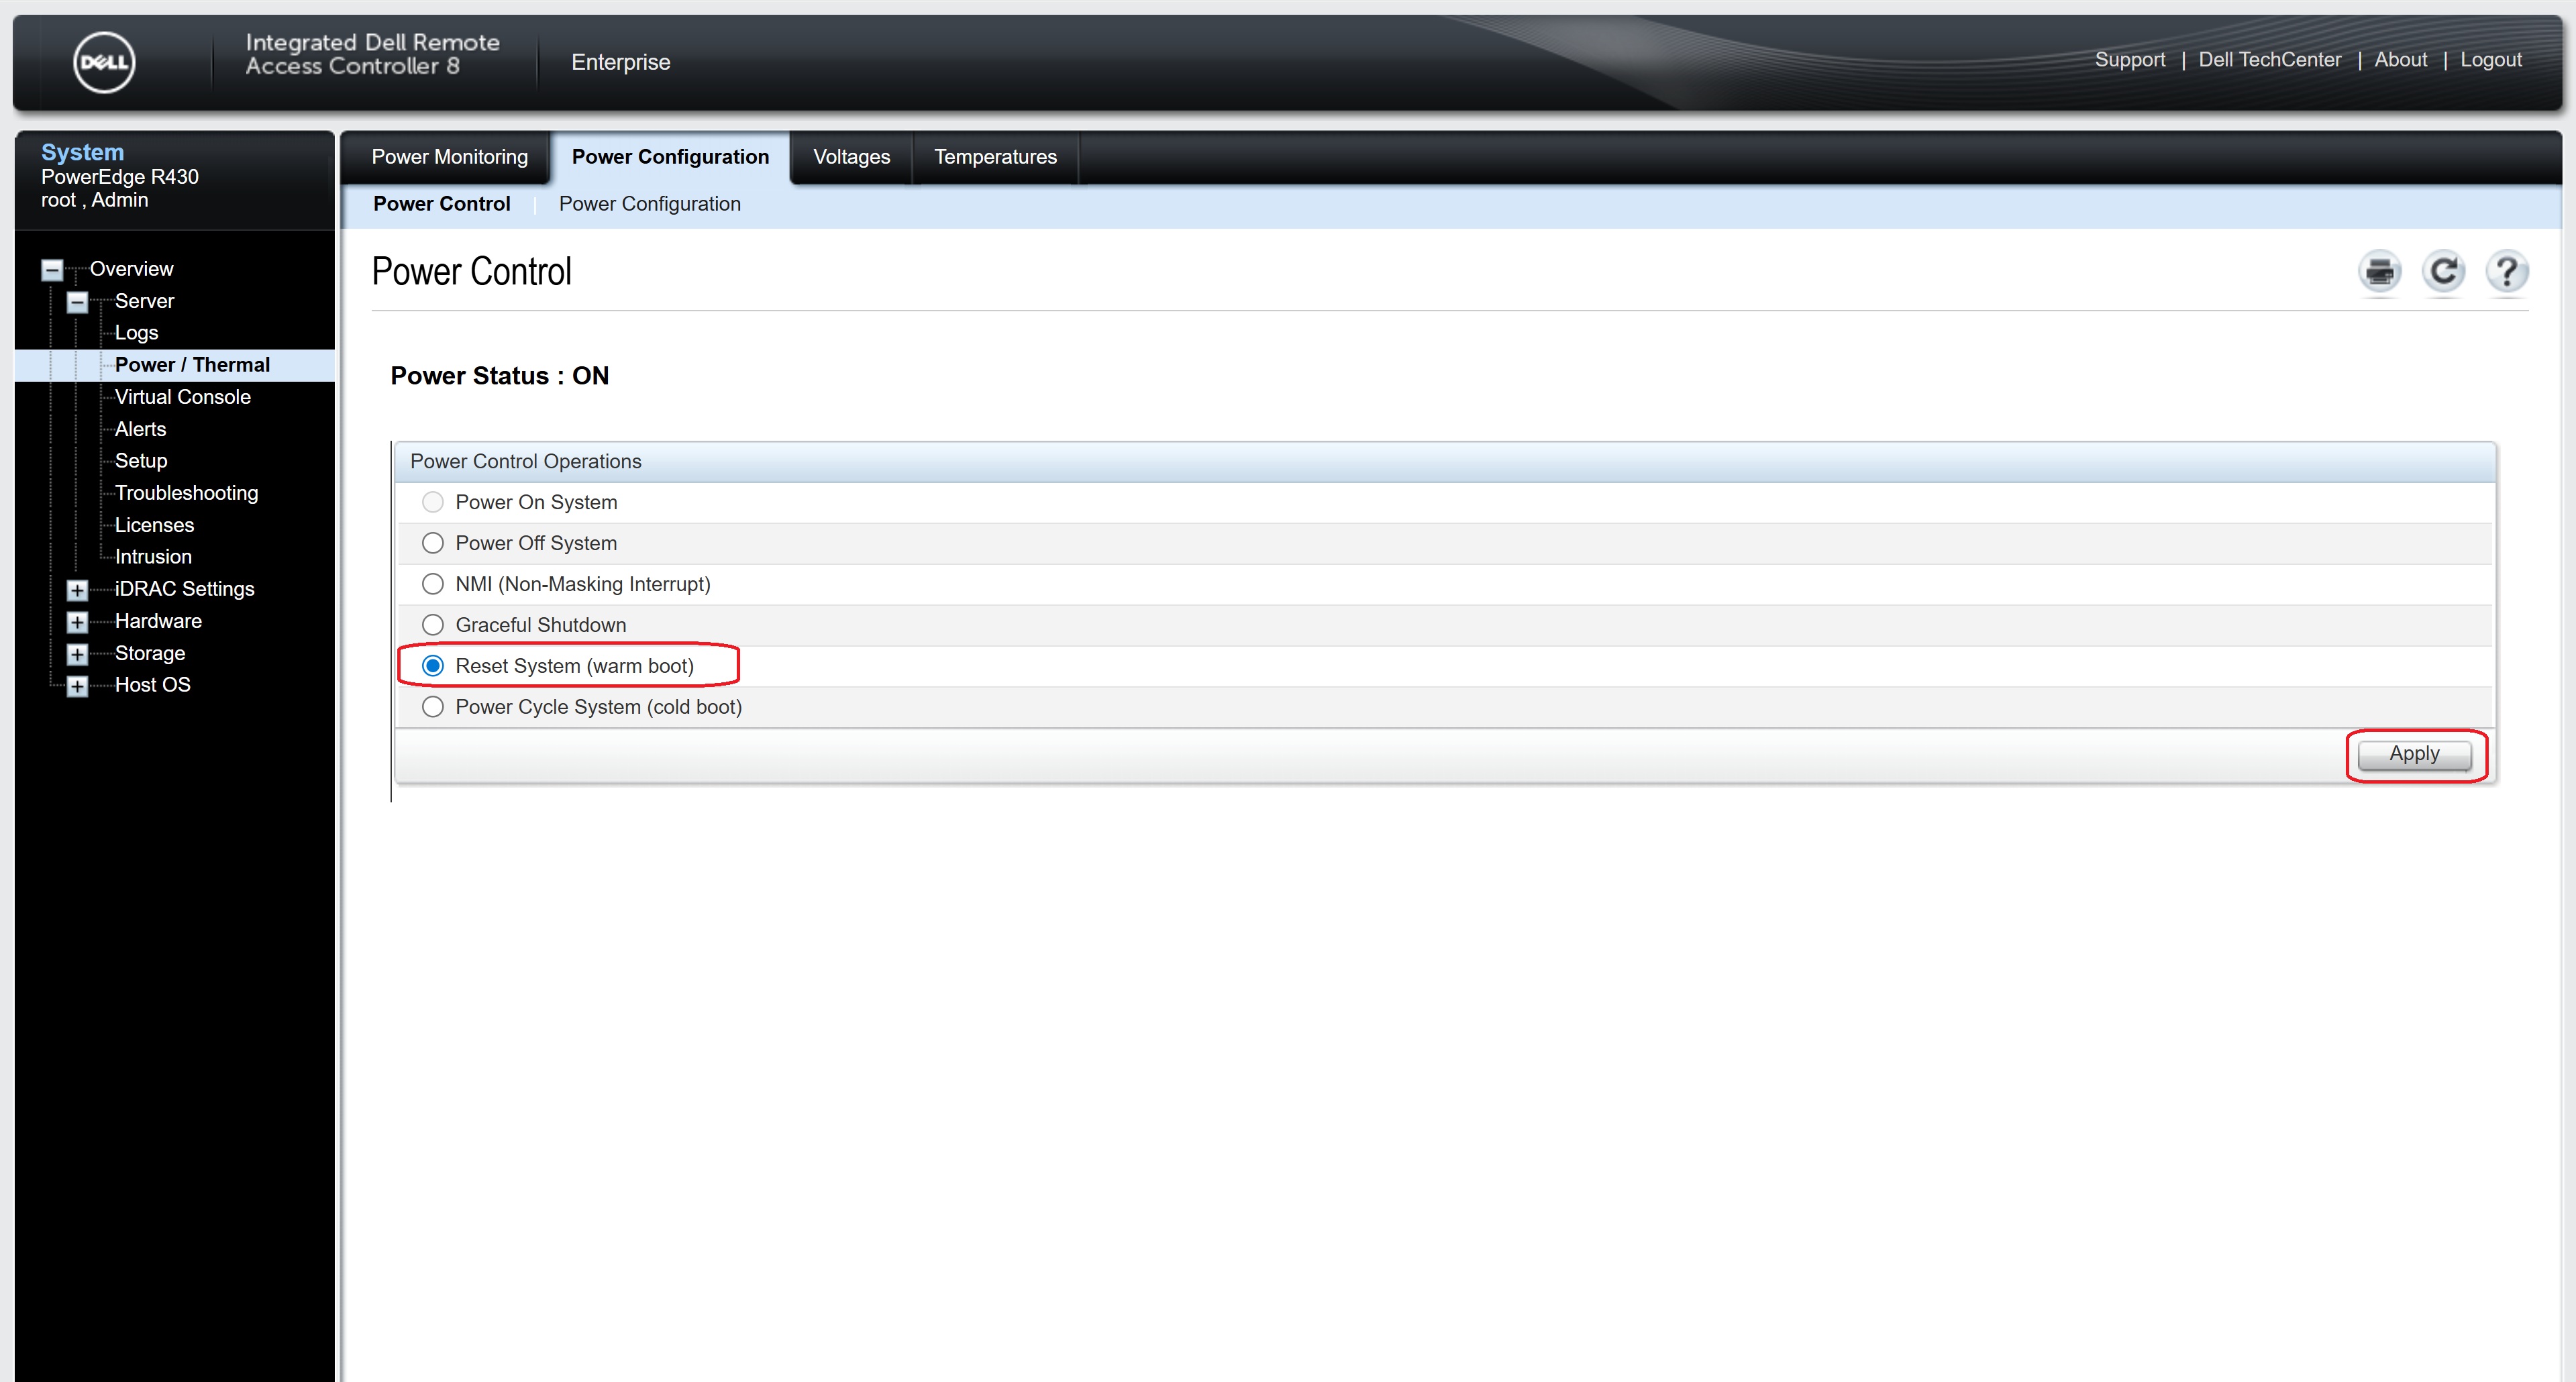 DELL
Integrated Dell Remote
Access Controller 8
Enterprise
Support | Dell TechCenter | About | Logout
System
PowerEdge R430
root , Admin
Overview
Server
Logs
Power / Thermal
Virtual Console
Alerts
Setup
Troubleshooting
Licenses
Intrusion
iDRAC Settings
Hardware
Storage
Host OS
Power Monitoring
Power Configuration
Voltages
Temperatures
Power Control
Power Configuration
Power Control
Power Status : ON
Power Control Operations
Power On System
Power Off System
NMI (Non-Masking Interrupt)
Graceful Shutdown
Reset System (warm boot)
Power Cycle System (cold boot)
Apply